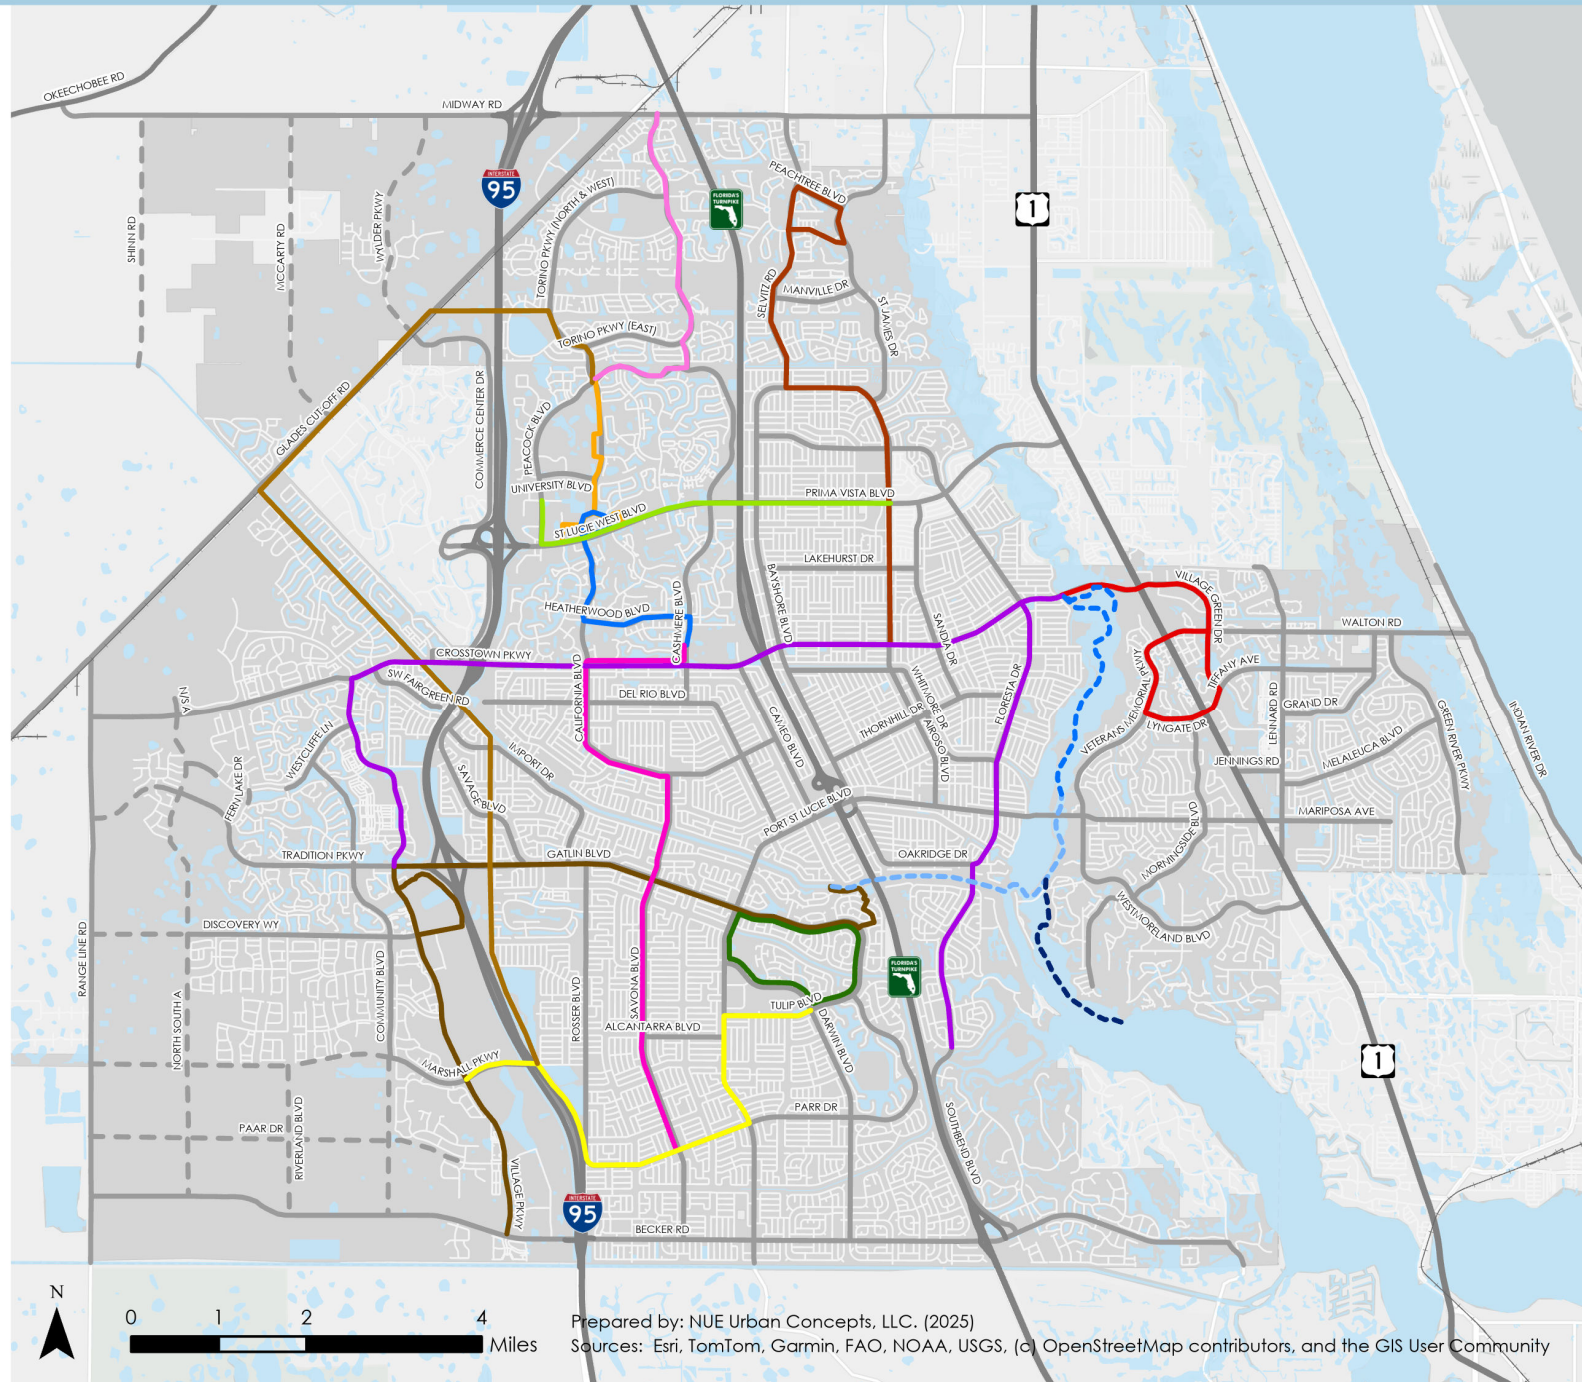 OKEECHOBEE RD
MIDWAY RD
INTERSTATE
95
FLORIDA'S
TURNPIKE
1
PEACHTREE BLVD
TORINO PKWY (NORTH & WEST)
SHINN RD
MCCARTY RD
WYLDER PKWY
SELVITZ RD
MANVILLE DR
ST JAMES DR
TORINO PKWY (EAST)
GLADES CUT-OFF RD
COMMERCE CENTER DR
PEACOCK BLVD
UNIVERSITY BLVD
ST LUCIE WEST BLVD
PRIMA VISTA BLVD
LAKEHURST DR
BAYSHORE BLVD
HEATHERWOOD BLVD
CASHMERE BLVD
SANDIA DR
VILLAGE GREEN DR
WALTON RD
CROSSTOWN PKWY
SW FAIRGREEN RD
CALIFORNIA BLVD
DEL RIO BLVD
N/S A
WESTCLIFFE LN
FERN LAKE DR
IMPORT DR
SAVAGE BLVD
CAMEO BLVD
THORNHILL DR
WHITMORE DR
AIROSO BLVD
FLORESTA DR
VETERANS MEMORIAL PKWY
TIFFANY AVE
LYNGATE DR
LENNARD RD
GRAND DR
JENNINGS RD
MELALEUCA BLVD
GREEN RIVER PKWY
INDIAN RIVER DR
MARIPOSA AVE
PORT ST LUCIE BLVD
TRADITION PKWY
GATLIN BLVD
OAKRIDGE DR
MORNINGSIDE BLVD
WESTMORELAND BLVD
DISCOVERY WY
RANGE LINE RD
NORTH SOUTH A
COMMUNITY BLVD
ROSSER BLVD
SAVONA BLVD
FLORIDA'S
TURNPIKE
TULIP BLVD
ALCANTARRA BLVD
DARWIN BLVD
MARSHALL PKWY
1
PAAR DR
RIVERLAND BLVD
PARR DR
SOUTHBEND BLVD
VILLAGE PKWY
INTERSTATE
95
BECKER RD
N
0 1 2 4
Miles
Prepared by: NUE Urban Concepts, LLC. (2025)
Sources: Esri, TomTom, Garmin, FAO, NOAA, USGS, (c) OpenStreetMap contributors, and the GIS User Community